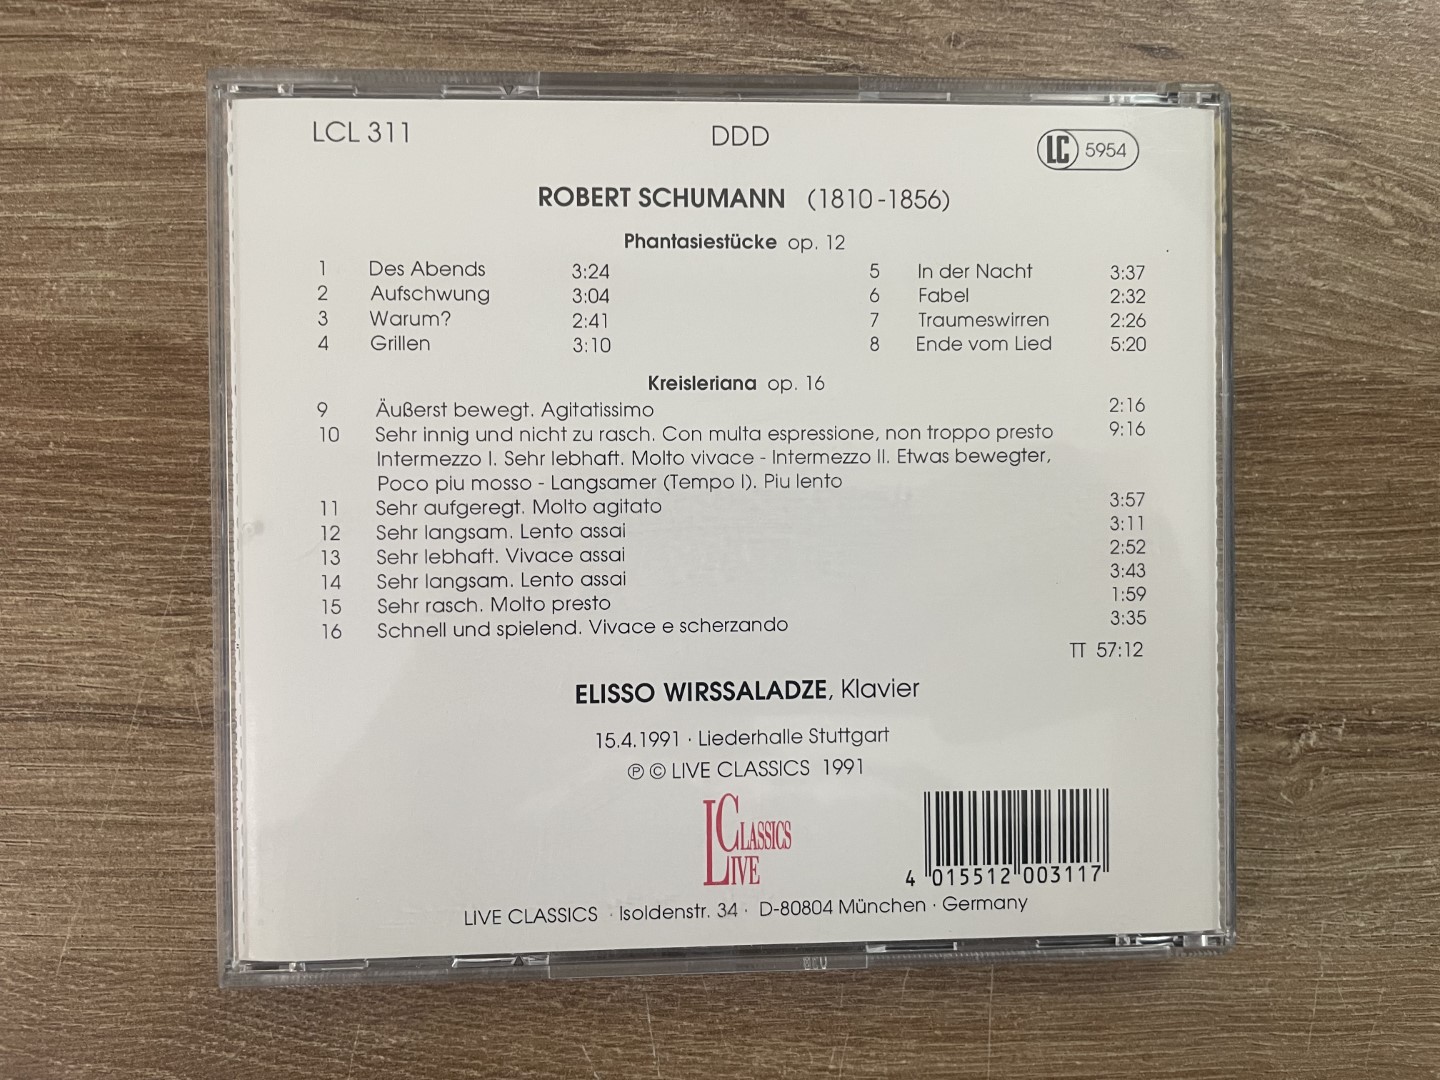 LCL 311 DDD LC 5954
ROBERT SCHUMANN (1810-1856)
Phantasiestücke op. 12
1 Des Abends 3:24 5 In der Nacht 3:37
2 Aufschwung 3:04 6 Fabel 2:32
3 Warum? 2:41 7 Traumeswirren 2:26
4 Grillen 3:10 8 Ende vom Lied 5:20
Kreisleriana op. 16
9 Äußerst bewegt. Agitatissimo 2:16
10 Sehr innig und nicht zu rasch. Con multa espressione, non troppo presto 9:16
Intermezzo I. Sehr lebhaft. Molto vivace - Intermezzo II. Etwas bewegter,
Poco piu mosso - Langsamer (Tempo I). Piu lento
11 Sehr aufgeregt. Molto agitato 3:57
12 Sehr langsam. Lento assai 3:11
13 Sehr lebhaft. Vivace assai 2:52
14 Sehr langsam. Lento assai 3:43
15 Sehr rasch. Molto presto 1:59
16 Schnell und spielend. Vivace e scherzando 3:35
TT 57:12
ELISSO WIRSSALADZE, Klavier
15.4.1991 · Liederhalle Stuttgart
℗ © LIVE CLASSICS 1991
CLASSICS
LIVE
4 015512 003117
LIVE CLASSICS · Isoldenstr. 34 · D-80804 München · Germany